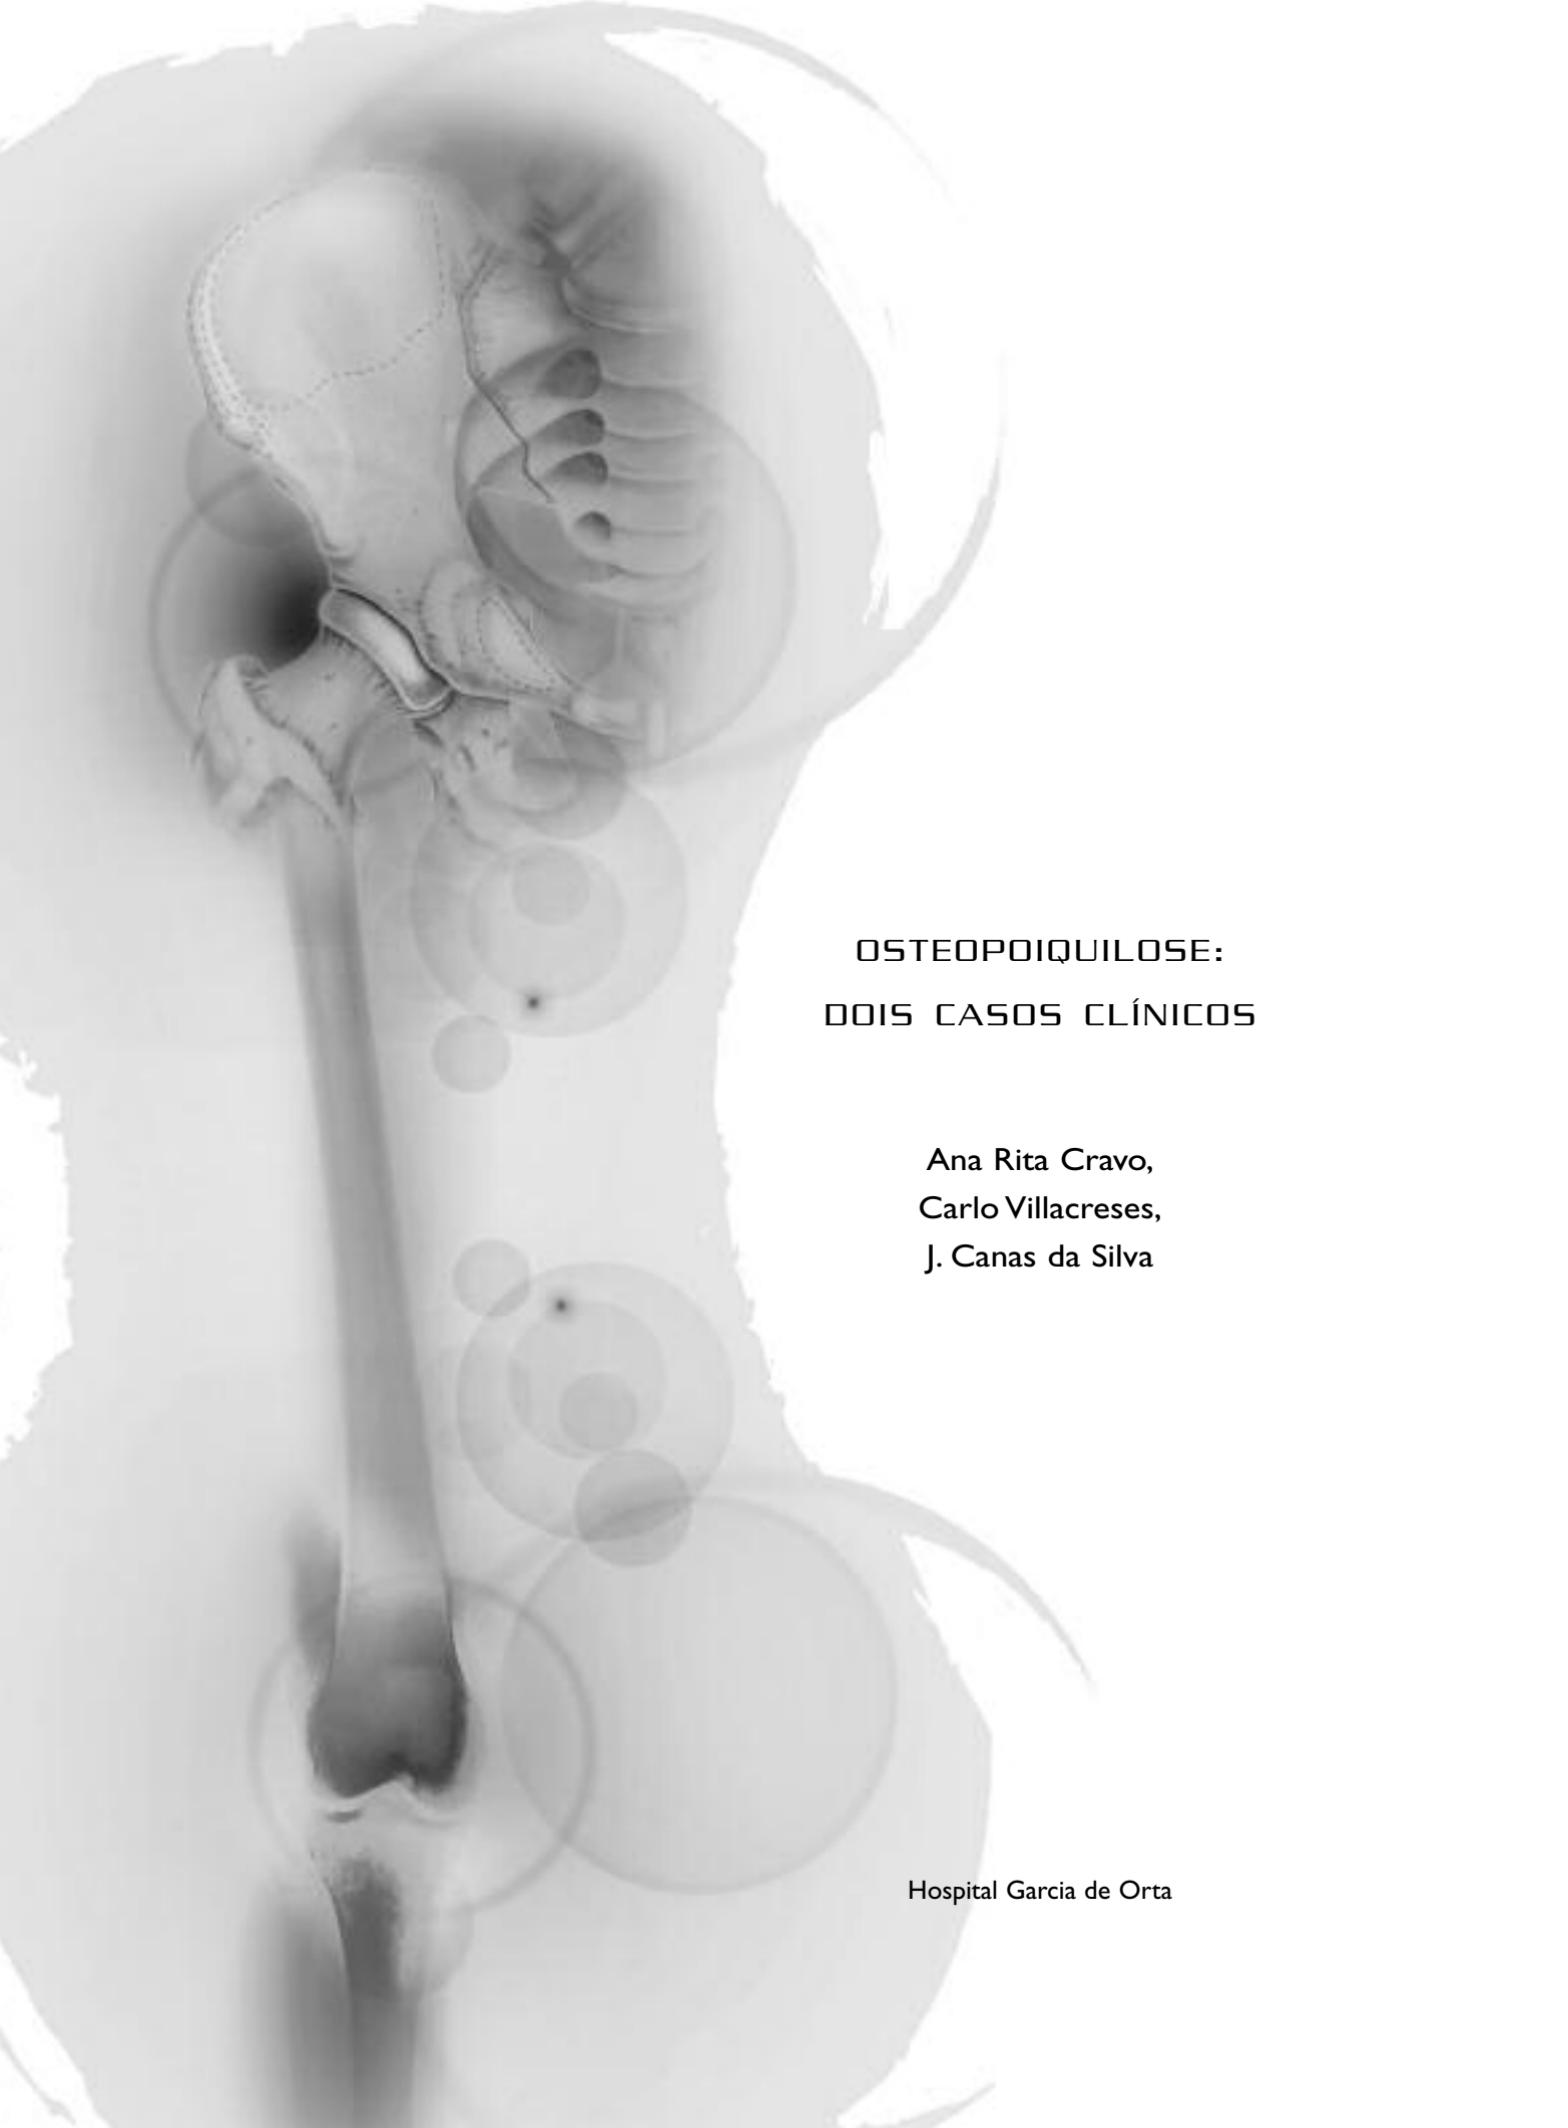 OSTEOPOIQUILOSE:
DOIS CASOS CLÍNICOS
Ana Rita Cravo,
Carlo Villacreses,
J. Canas da Silva
Hospital Garcia de Orta